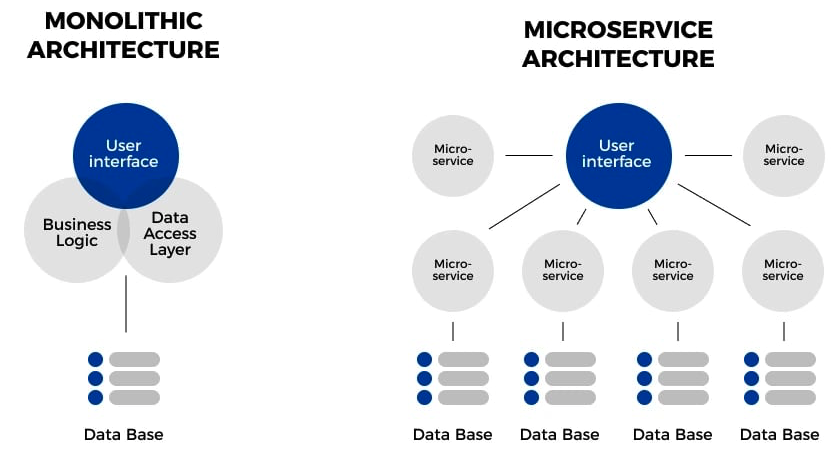 MONOLITHIC
ARCHITECTURE
User
interface
Business
Logic
Data
Access
Layer
Data Base
MICROSERVICE
ARCHITECTURE
Micro-
service
User
interface
Micro-
service
Micro-
service
Micro-
service
Micro-
service
Micro-
service
Data Base
Data Base
Data Base
Data Base